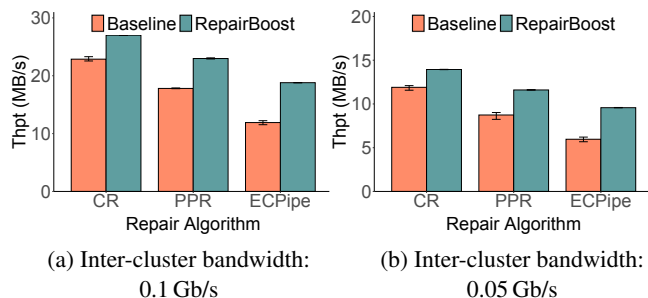 Baseline RepairBoost
Thpt (MB/s)
30
20
10
0
CR PPR ECPipe
Repair Algorithm
(a) Inter-cluster bandwidth:
0.1 Gb/s
Baseline RepairBoost
Thpt (MB/s)
20
15
10
5
0
CR PPR ECPipe
Repair Algorithm
(b) Inter-cluster bandwidth:
0.05 Gb/s